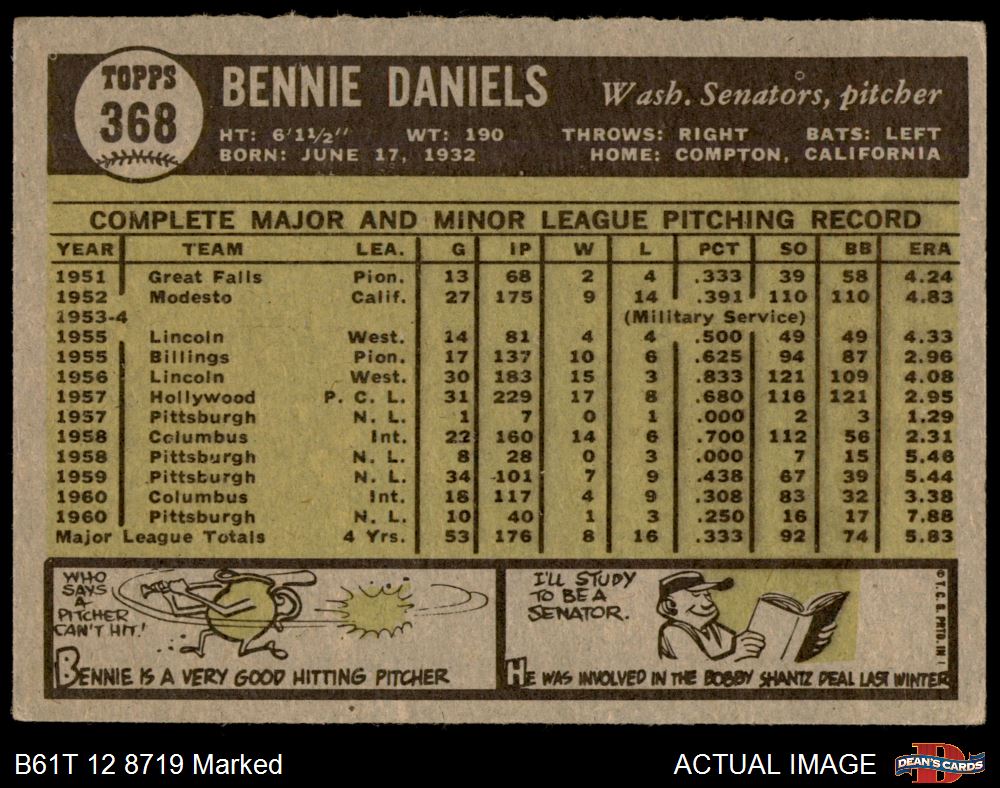 TOPPS
368
BENNIE DANIELS
Wash. Senators, pitcher
HT: 6'1½" WT: 190 THROWS: RIGHT BATS: LEFT
BORN: JUNE 17, 1932 HOME: COMPTON, CALIFORNIA
COMPLETE MAJOR AND MINOR LEAGUE PITCHING RECORD
YEAR TEAM LEA. G IP W L PCT SO BB ERA
1951 Great Falls Pion. 13 68 2 4 .333 39 58 4.24
1952 Modesto Calif. 27 175 9 14 .391 110 110 4.83
1953-4 (Military Service)
1955 Lincoln West. 14 81 4 4 .500 49 49 4.33
1955 Billings Pion. 17 137 10 6 .625 94 87 2.96
1956 Lincoln West. 30 183 15 3 .833 121 109 4.08
1957 Hollywood P. C. L. 31 229 17 8 .680 116 121 2.95
1957 Pittsburgh N. L. 1 7 0 1 .000 2 3 1.29
1958 Columbus Int. 22 160 14 6 .700 112 56 2.31
1958 Pittsburgh N. L. 8 28 0 3 .000 7 15 5.46
1959 Pittsburgh N. L. 34 101 7 9 .438 67 39 5.44
1960 Columbus Int. 18 117 4 9 .308 83 32 3.38
1960 Pittsburgh N. L. 10 40 1 3 .250 16 17 7.88
Major League Totals 4 Yrs. 53 176 8 16 .333 92 74 5.83
WHO
SAYS
A
PITCHER
CAN'T HIT!
BENNIE IS A VERY GOOD HITTING PITCHER
I'LL STUDY
TO BE A
SENATOR.
HE WAS INVOLVED IN THE BOBBY SHANTZ DEAL LAST WINTER
© T. C. G. PRTD. IN
B61T 12 8719 Marked
ACTUAL IMAGE
D
DEAN'S CARDS